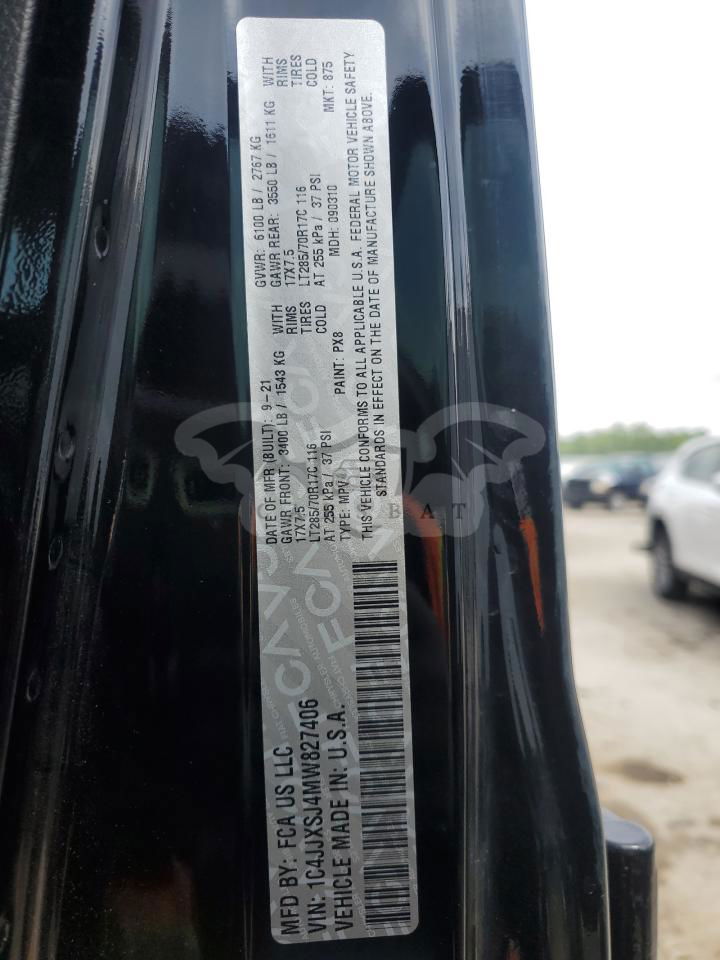 MFD BY: FCA US LLC
VIN: 1C4JJXSJ4MW827406
VEHICLE MADE IN: U.S.A.
DATE OF MFR (BUILT): 9-21 GVWR: 6100 LB / 2767 KG
GAWR FRONT: 3400 LB / 1543 KG WITH GAWR REAR: 3550 LB / 1611 KG WITH
17X7.5 RIMS 17X7.5 RIMS
LT285/70R17C 116 TIRES LT285/70R17C 116 TIRES
AT 255 kPa / 37 PSI COLD AT 255 kPa / 37 PSI COLD
TYPE: MPV PAINT: PX8 MDH: 090310 MKT: 875
THIS VEHICLE CONFORMS TO ALL APPLICABLE U.S.A. FEDERAL MOTOR VEHICLE SAFETY
STANDARDS IN EFFECT ON THE DATE OF MANUFACTURE SHOWN ABOVE.